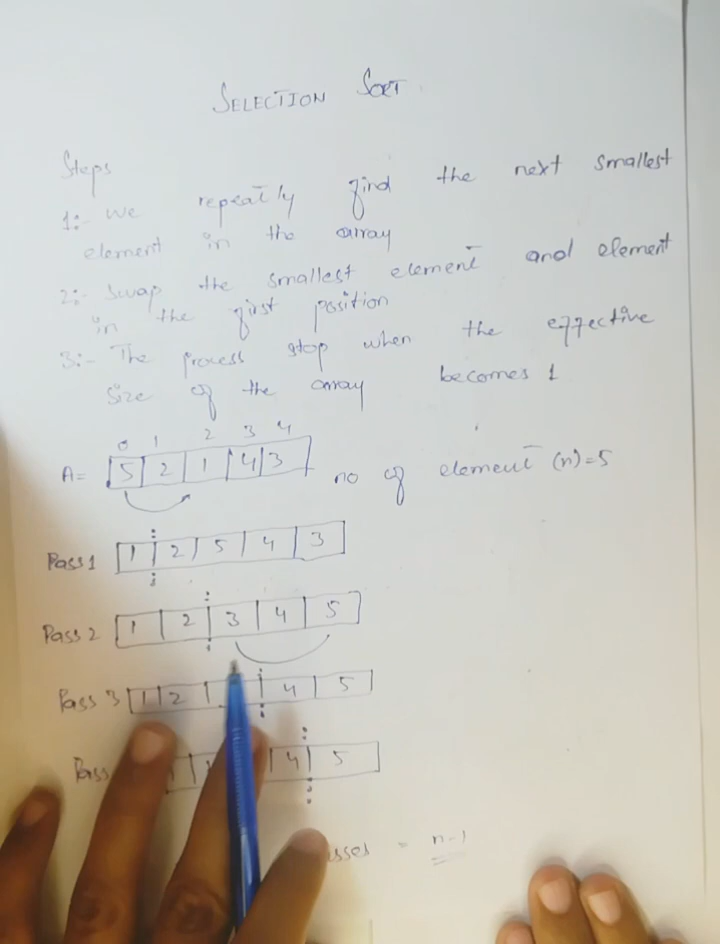 SELECTION SORT
Steps
1:- We repeatly find the next smallest
element in the array
2:- Swap the smallest element and element
in the first position
3:- The process stop when the effective
size of the array becomes 1
0 1 2 3 4
A= 5 2 1 4 3 no of element (n)=5
Pass 1 1 2 5 4 3
Pass 2 1 2 3 4 5
Pass 3 1 2 4 5
Pass 4 5
= n-1